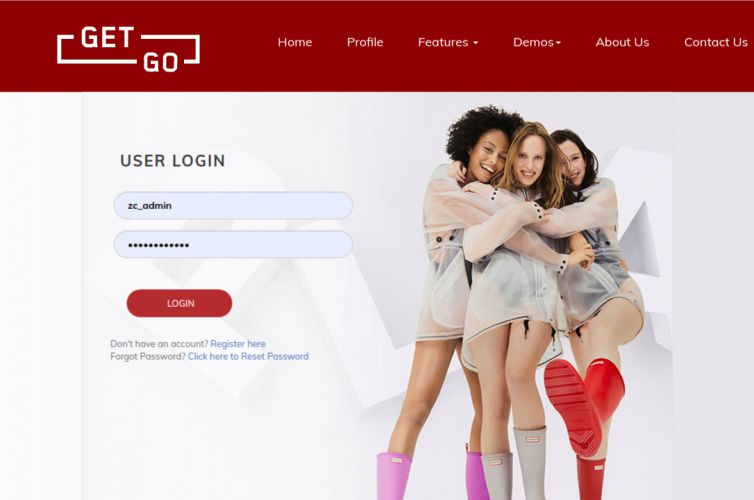 GET
GO
Home Profile Features Demos About Us Contact Us
USER LOGIN
zc_admin
••••••••••••
LOGIN
Don't have an account? Register here
Forgot Password? Click here to Reset Password